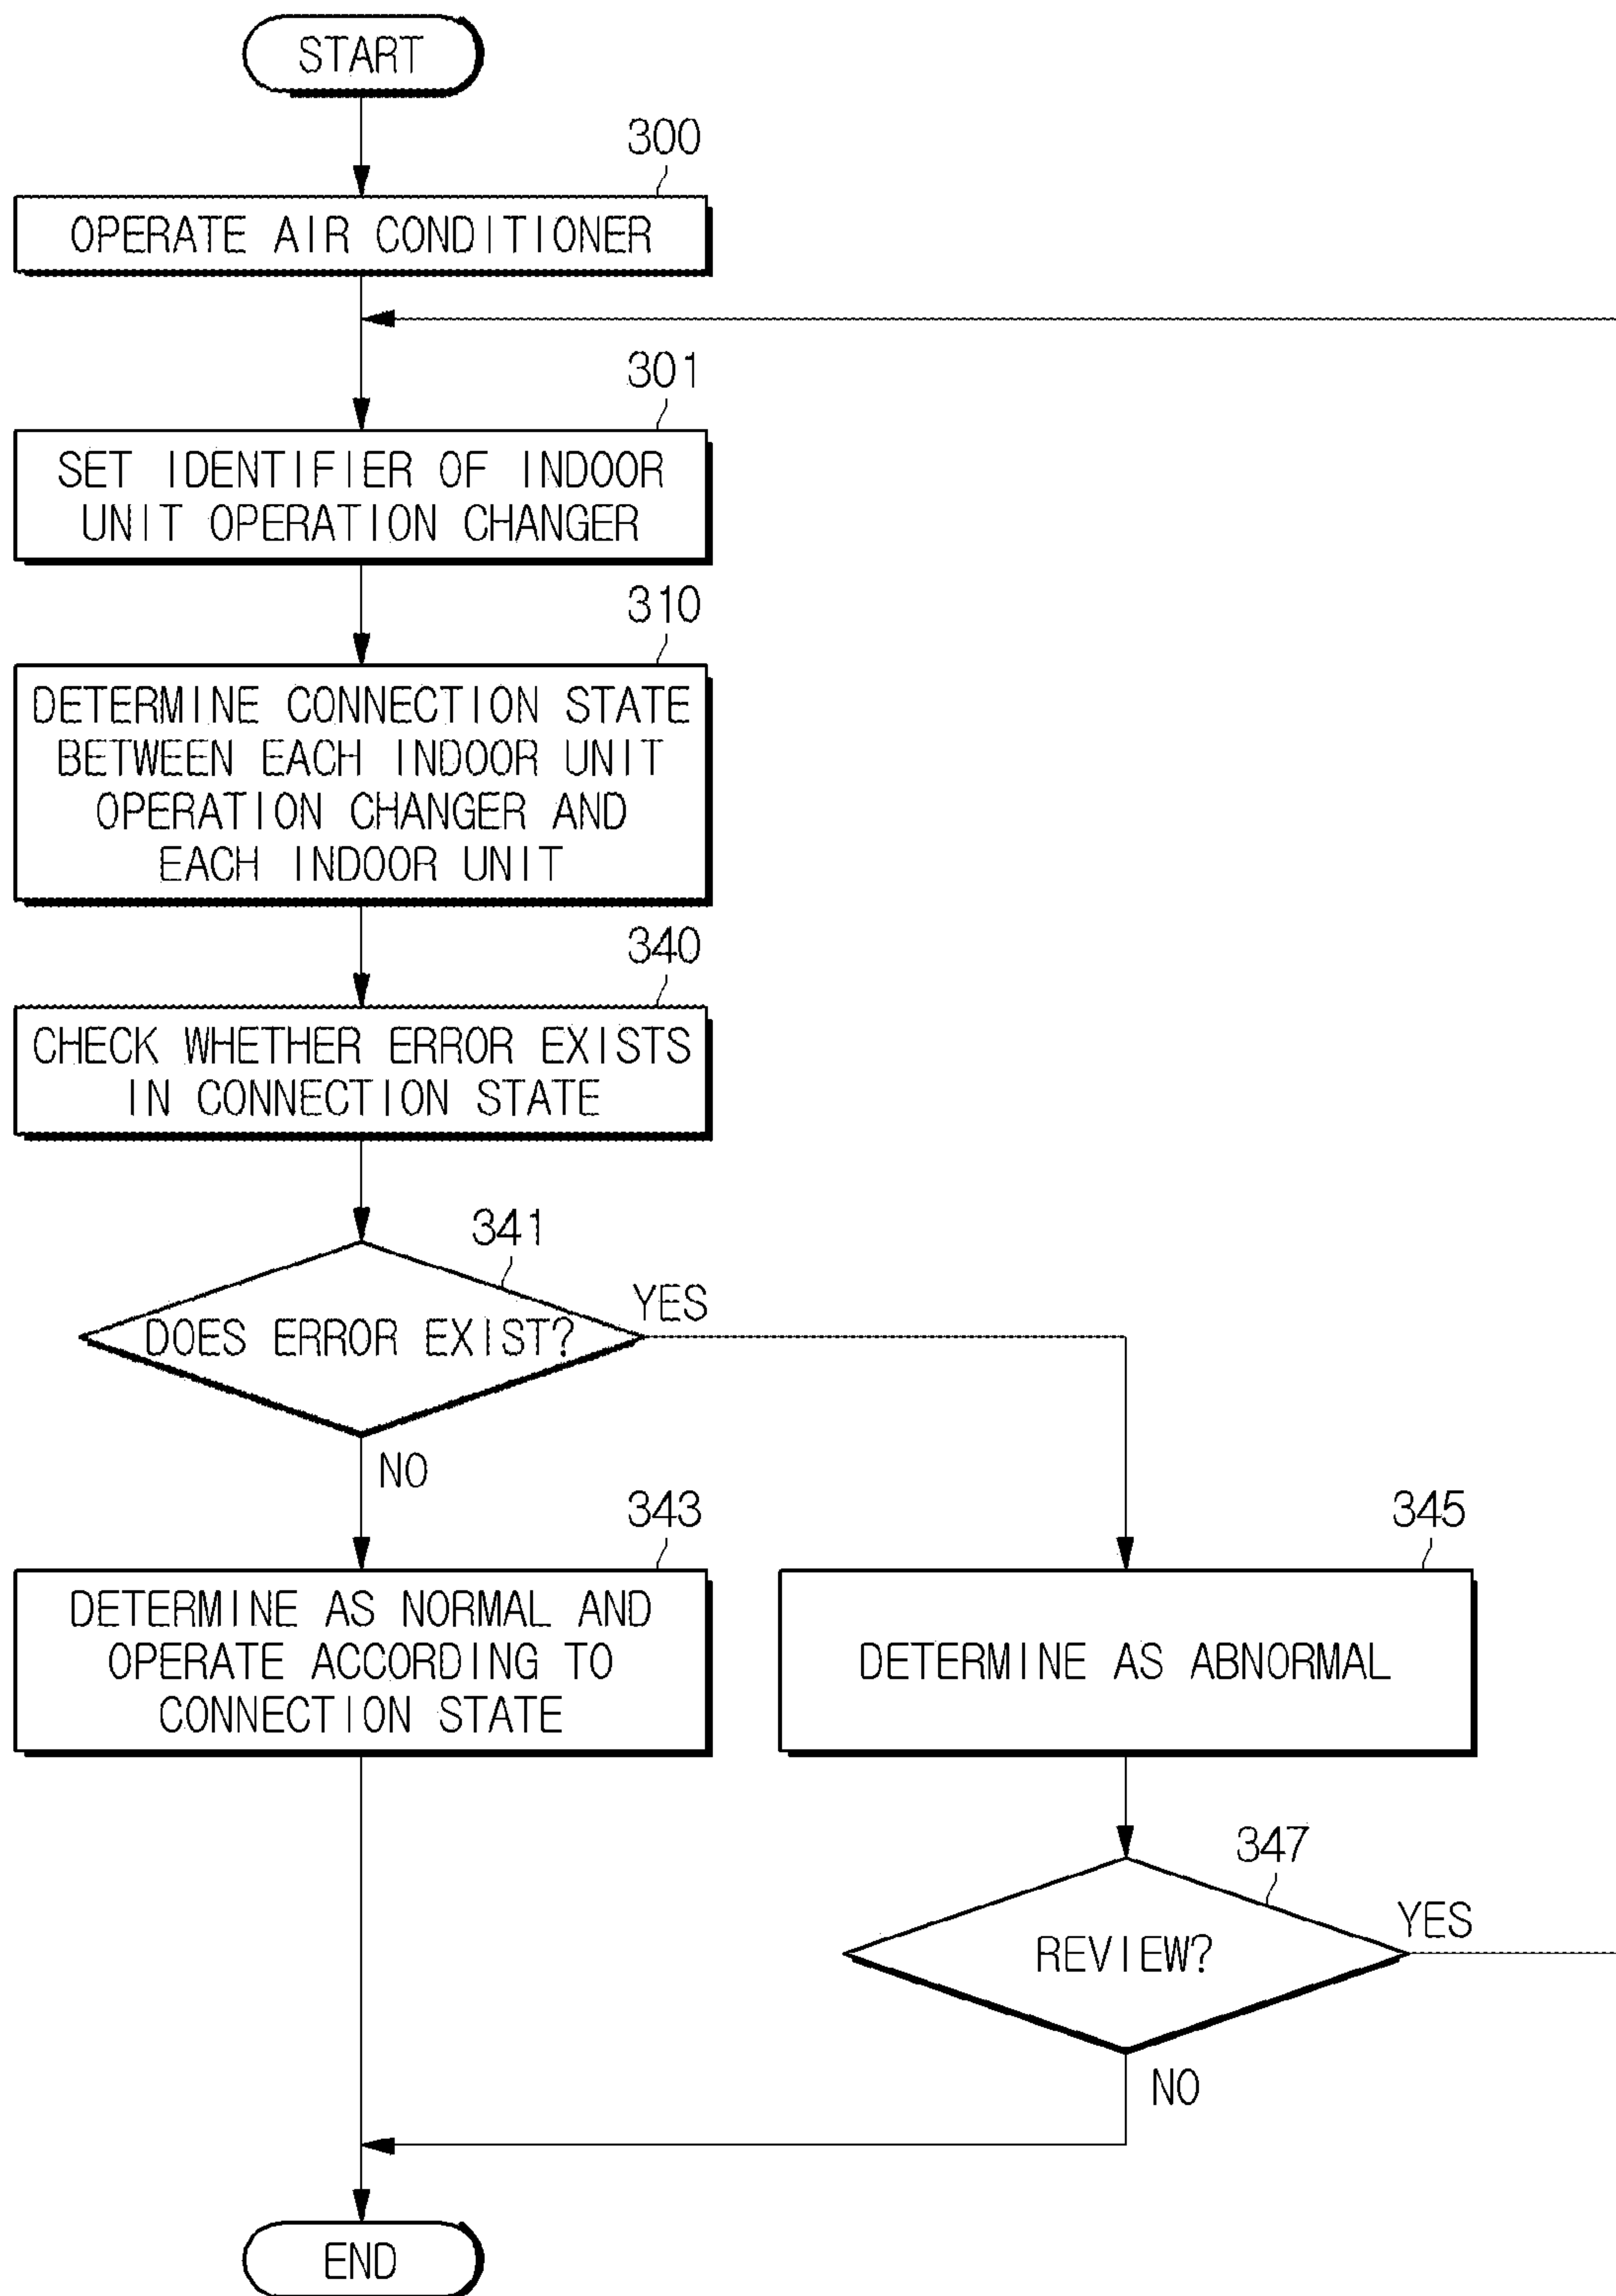 START
300
OPERATE AIR CONDITIONER
301
SET IDENTIFIER OF INDOOR
UNIT OPERATION CHANGER
310
DETERMINE CONNECTION STATE
BETWEEN EACH INDOOR UNIT
OPERATION CHANGER AND
EACH INDOOR UNIT
340
CHECK WHETHER ERROR EXISTS
IN CONNECTION STATE
341
DOES ERROR EXIST?
YES
NO
343
DETERMINE AS NORMAL AND
OPERATE ACCORDING TO
CONNECTION STATE
345
DETERMINE AS ABNORMAL
347
REVIEW?
YES
NO
END